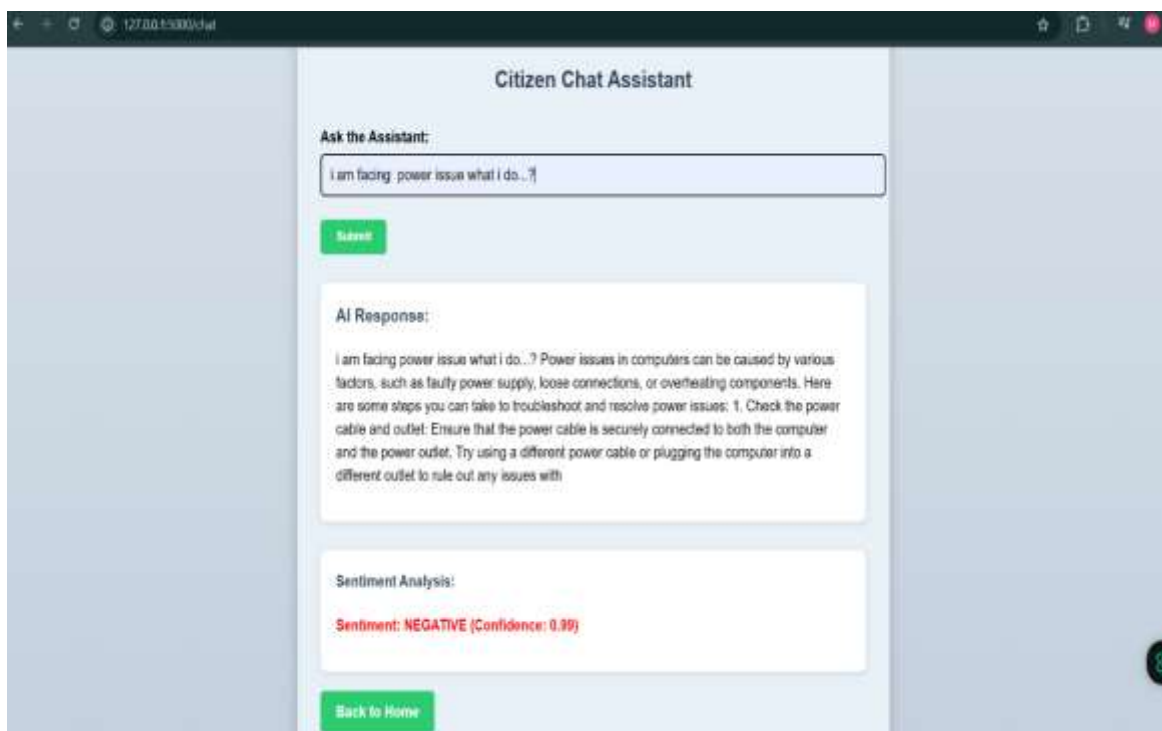 127.0.0.1:5000/chat
Citizen Chat Assistant
Ask the Assistant:
i am facing power issue what i do...?
Submit
AI Response:
i am facing power issue what i do...? Power issues in computers can be caused by various
factors, such as faulty power supply, loose connections, or overheating components. Here
are some steps you can take to troubleshoot and resolve power issues: 1. Check the power
cable and outlet: Ensure that the power cable is securely connected to both the computer
and the power outlet. Try using a different power cable or plugging the computer into a
different outlet to rule out any issues with
Sentiment Analysis:
Sentiment: NEGATIVE (Confidence: 0.99)
Back to Home